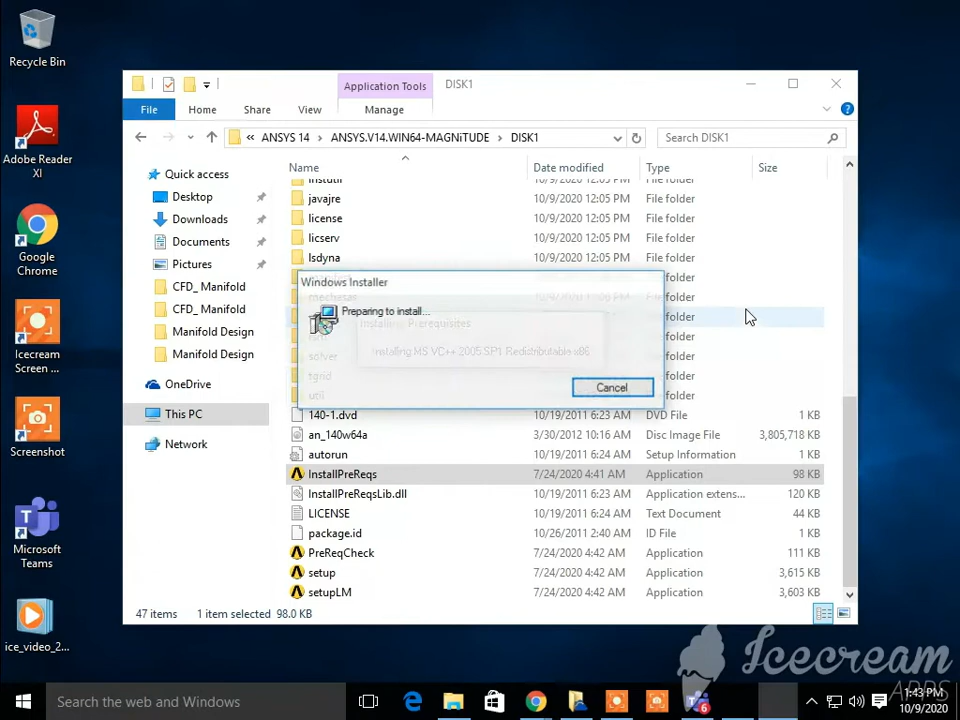 Recycle Bin
Adobe Reader
XI
Google
Chrome
Icecream
Screen ...
Screenshot
Microsoft
Teams
ice_video_2...
Application Tools
DISK1
File
Home
Share
View
Manage
« ANSYS 14 › ANSYS.V14.WIN64-MAGNiTUDE › DISK1
Search DISK1
Quick access
Desktop
Downloads
Documents
Pictures
CFD_ Manifold
CFD_ Manifold
Manifold Design
Manifold Design
OneDrive
This PC
Network
Name Date modified Type Size
instutil 10/9/2020 12:05 PM File folder
javajre 10/9/2020 12:05 PM File folder
license 10/9/2020 12:05 PM File folder
licserv 10/9/2020 12:05 PM File folder
lsdyna 10/9/2020 12:05 PM File folder
folder
mechesas 10/9/2020 12:06 PM folder
folder
folder
solver folder
tgrid folder
util folder
140-1.dvd 10/19/2011 6:23 AM DVD File 1 KB
an_140w64a 3/30/2012 10:16 AM Disc Image File 3,805,718 KB
autorun 10/19/2011 6:23 AM Setup Information 1 KB
InstallPreReqs 7/24/2020 4:41 AM Application 98 KB
InstallPreReqsLib.dll 10/19/2011 6:23 AM Application extens... 120 KB
LICENSE 10/19/2011 6:24 AM Text Document 44 KB
package.id 10/26/2011 2:40 AM ID File 1 KB
PreReqCheck 7/24/2020 4:42 AM Application 111 KB
setup 7/24/2020 4:42 AM Application 3,615 KB
setupLM 7/24/2020 4:42 AM Application 3,603 KB
Windows Installer
Preparing to install...
Installing Prerequisites
Installing MS VC++ 2005 SP1 Redistributable x86
Cancel
47 items 1 item selected 98.0 KB
Icecream
APPS
Search the web and Windows
6
1:43 PM
10/9/2020